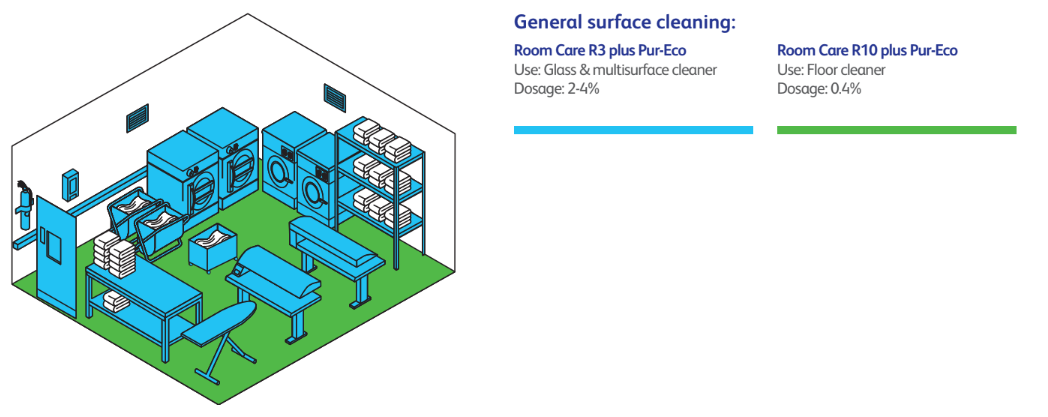 General surface cleaning:
Room Care R3 plus Pur-Eco
Use: Glass & multisurface cleaner
Dosage: 2-4%
Room Care R10 plus Pur-Eco
Use: Floor cleaner
Dosage: 0.4%